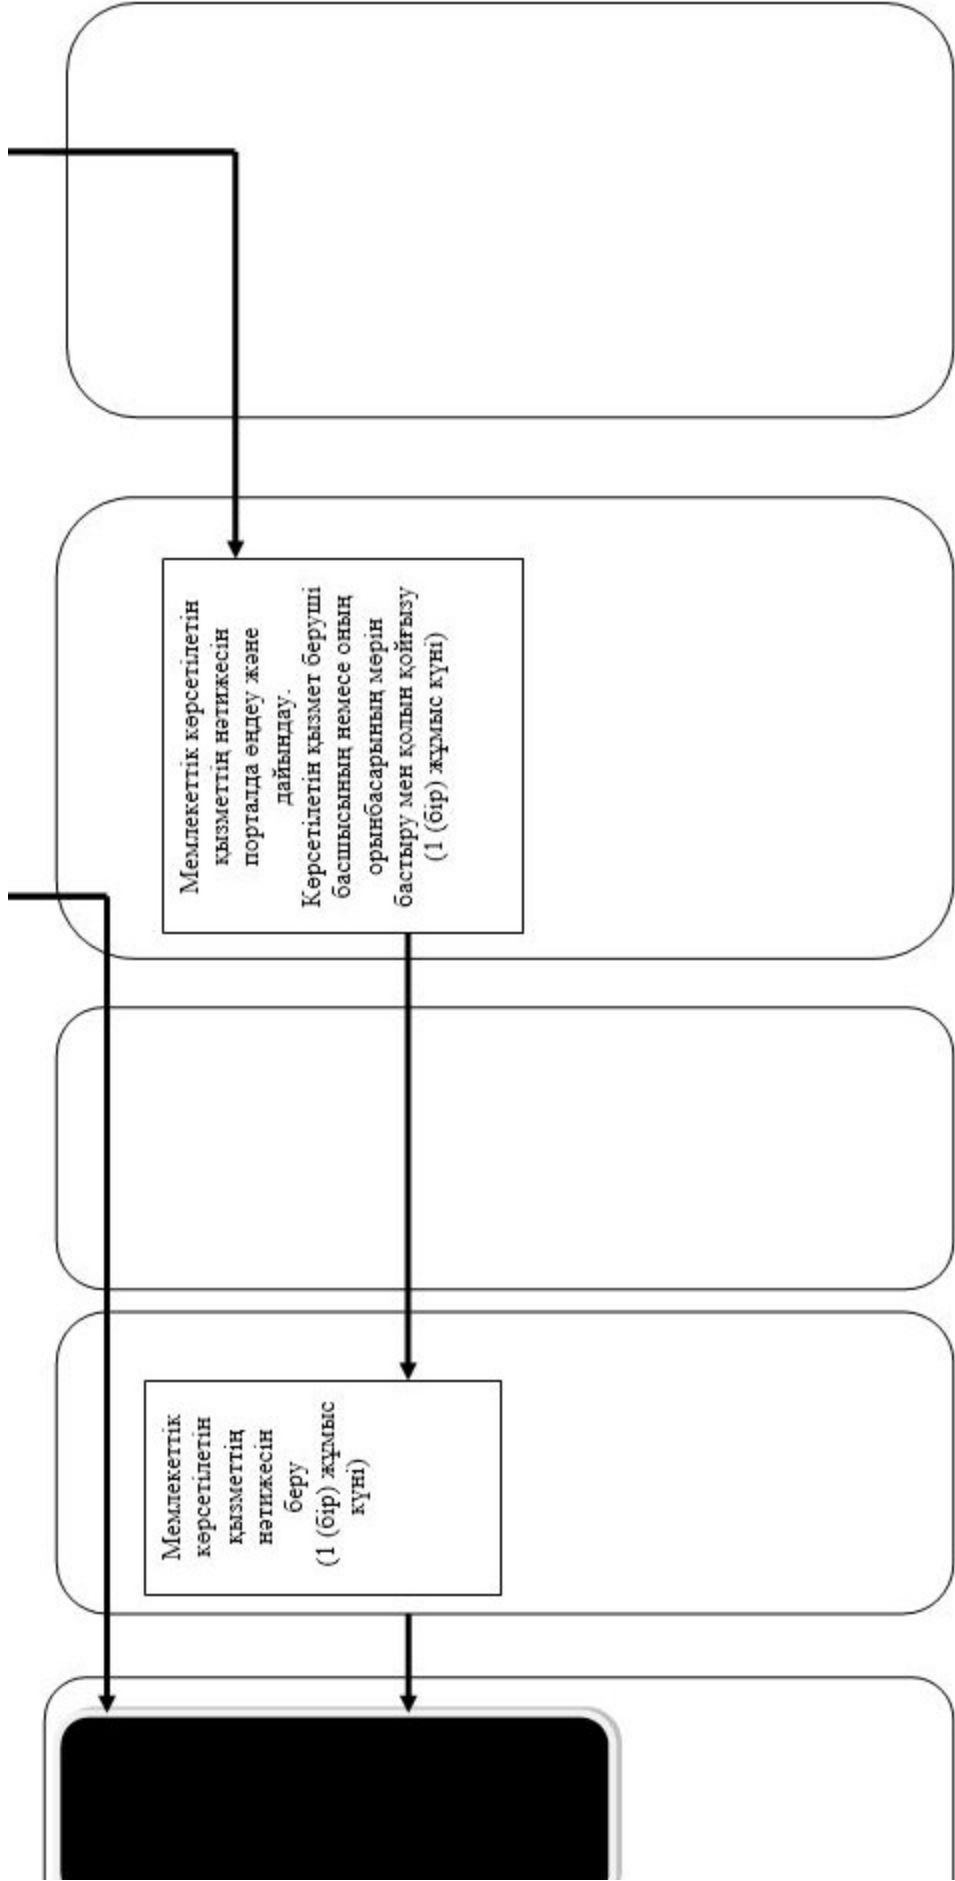 Мемлекеттік көрсетілетін
қызметтің нәтижесін
порталда өңдеу және
дайындау.
Көрсетілетін қызмет беруші
басшысының немесе оның
орынбасарының мөрін
бастыру мен қолын қойғызу
(1 (бір) жұмыс күні)
Мемлекеттік
көрсетілетін
қызметтің
нәтижесін
беру
(1 (бір) жұмыс
күні)